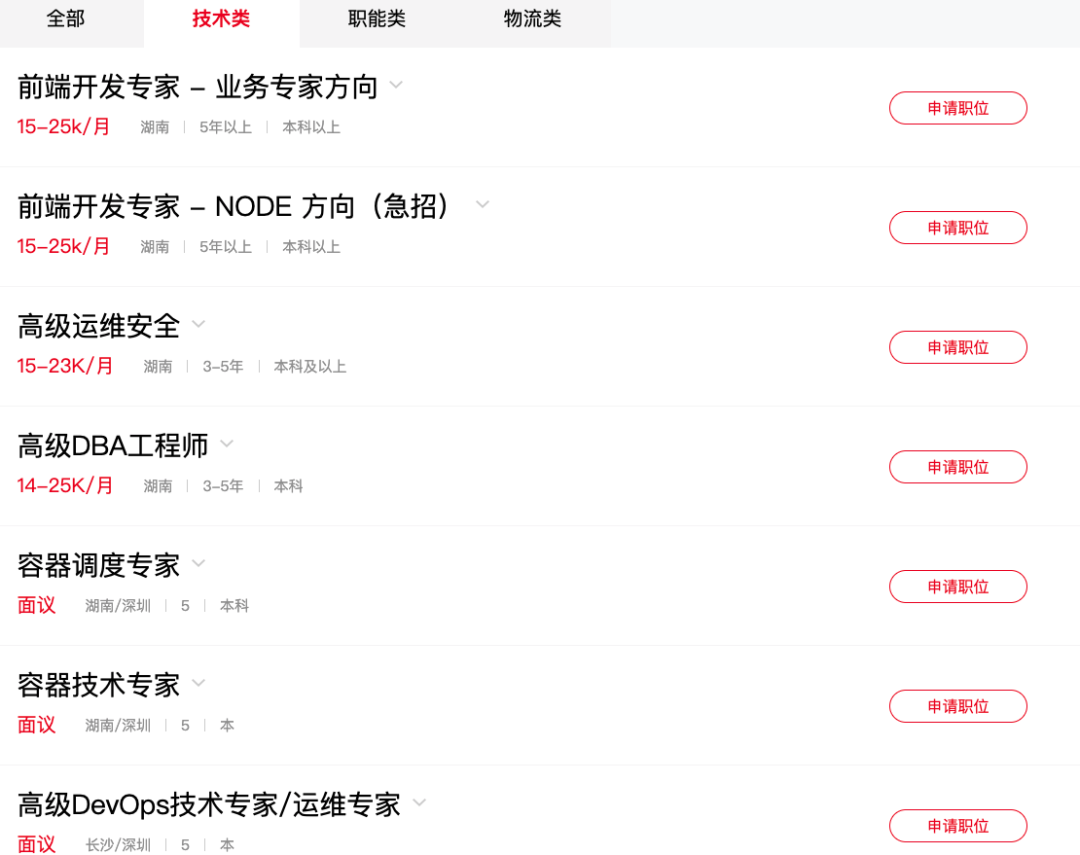 全部 技术类 职能类 物流类
前端开发专家 – 业务专家方向
15–25k/月 湖南 5年以上 本科以上
申请职位
前端开发专家 – NODE 方向（急招）
15–25k/月 湖南 5年以上 本科以上
申请职位
高级运维安全
15–23K/月 湖南 3–5年 本科及以上
申请职位
高级DBA工程师
14–25K/月 湖南 3–5年 本科
申请职位
容器调度专家
面议 湖南/深圳 5 本科
申请职位
容器技术专家
面议 湖南/深圳 5 本
申请职位
高级DevOps技术专家/运维专家
面议 长沙/深圳 5 本
申请职位